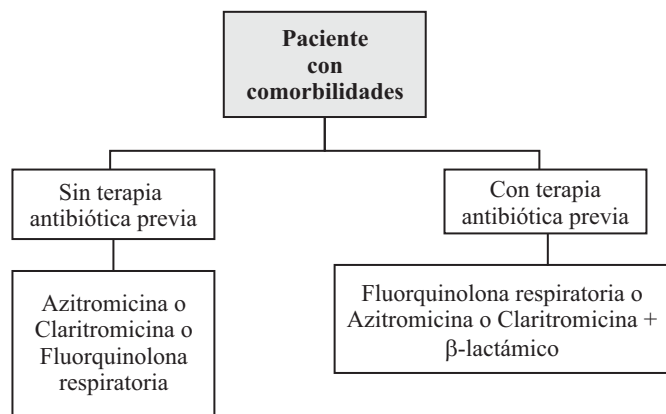 Paciente
con
comorbilidades
Sin terapia
antibiótica previa
Con terapia
antibiótica previa
Azitromicina o
Claritromicina o
Fluorquinolona
respiratoria
Fluorquinolona respiratoria o
Azitromicina o Claritromicina +
β-lactámico